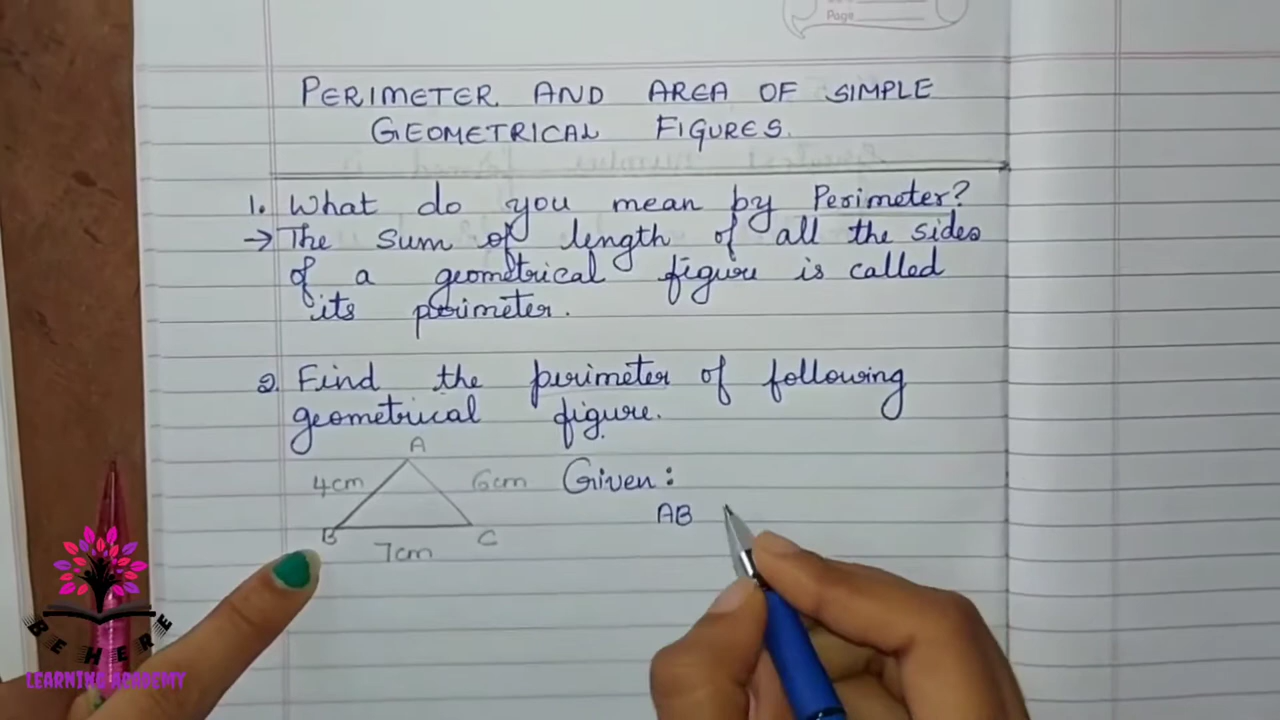 Page
PERIMETER AND AREA OF SIMPLE
GEOMETRICAL FIGURES.
1. What do you mean by Perimeter?
→ The sum of length of all the sides
of a geometrical figure is called
its perimeter.
2. Find the perimeter of following
geometrical figure.
A
4cm 6cm Given:
AB
B C
7cm
BE HERE
LEARNING ACADEMY